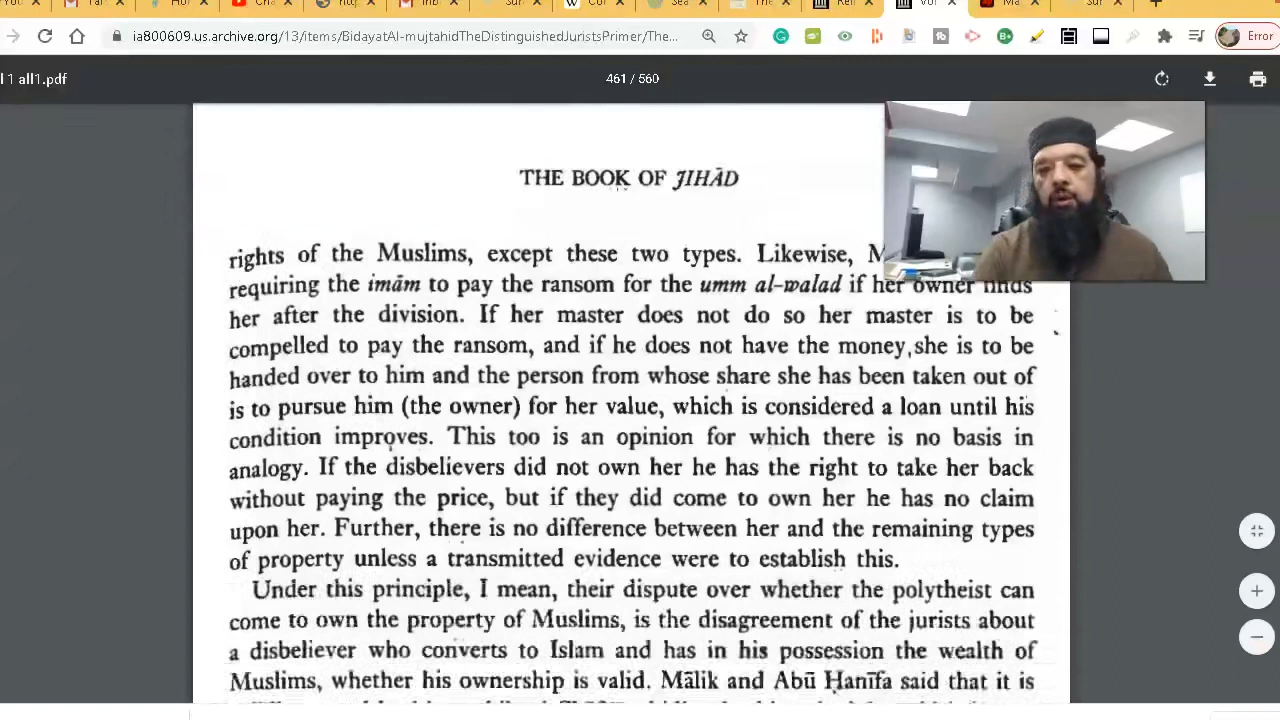 ia800609.us.archive.org/13/items/BidayatAl-mujtahidTheDistinguishedJuristsPrimer/The...
Error
l 1 all1.pdf
461 / 560
THE BOOK OF JIHĀD
rights of the Muslims, except these two types. Likewise, M
requiring the imām to pay the ransom for the umm al-walad if her owner finds
her after the division. If her master does not do so her master is to be
compelled to pay the ransom, and if he does not have the money, she is to be
handed over to him and the person from whose share she has been taken out of
is to pursue him (the owner) for her value, which is considered a loan until his
condition improves. This too is an opinion for which there is no basis in
analogy. If the disbelievers did not own her he has the right to take her back
without paying the price, but if they did come to own her he has no claim
upon her. Further, there is no difference between her and the remaining types
of property unless a transmitted evidence were to establish this.
Under this principle, I mean, their dispute over whether the polytheist can
come to own the property of Muslims, is the disagreement of the jurists about
a disbeliever who converts to Islam and has in his possession the wealth of
Muslims, whether his ownership is valid. Mālik and Abū Ḥanīfa said that it is